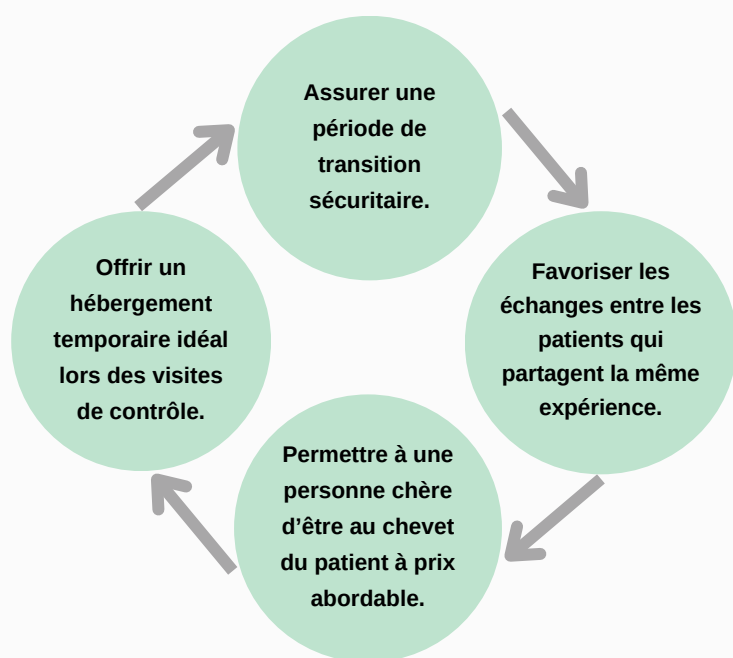 Assurer une
période de
transition
sécuritaire.
Favoriser les
échanges entre les
patients qui
partagent la même
expérience.
Permettre à une
personne chère
d’être au chevet
du patient à prix
abordable.
Offrir un
hébergement
temporaire idéal
lors des visites
de contrôle.